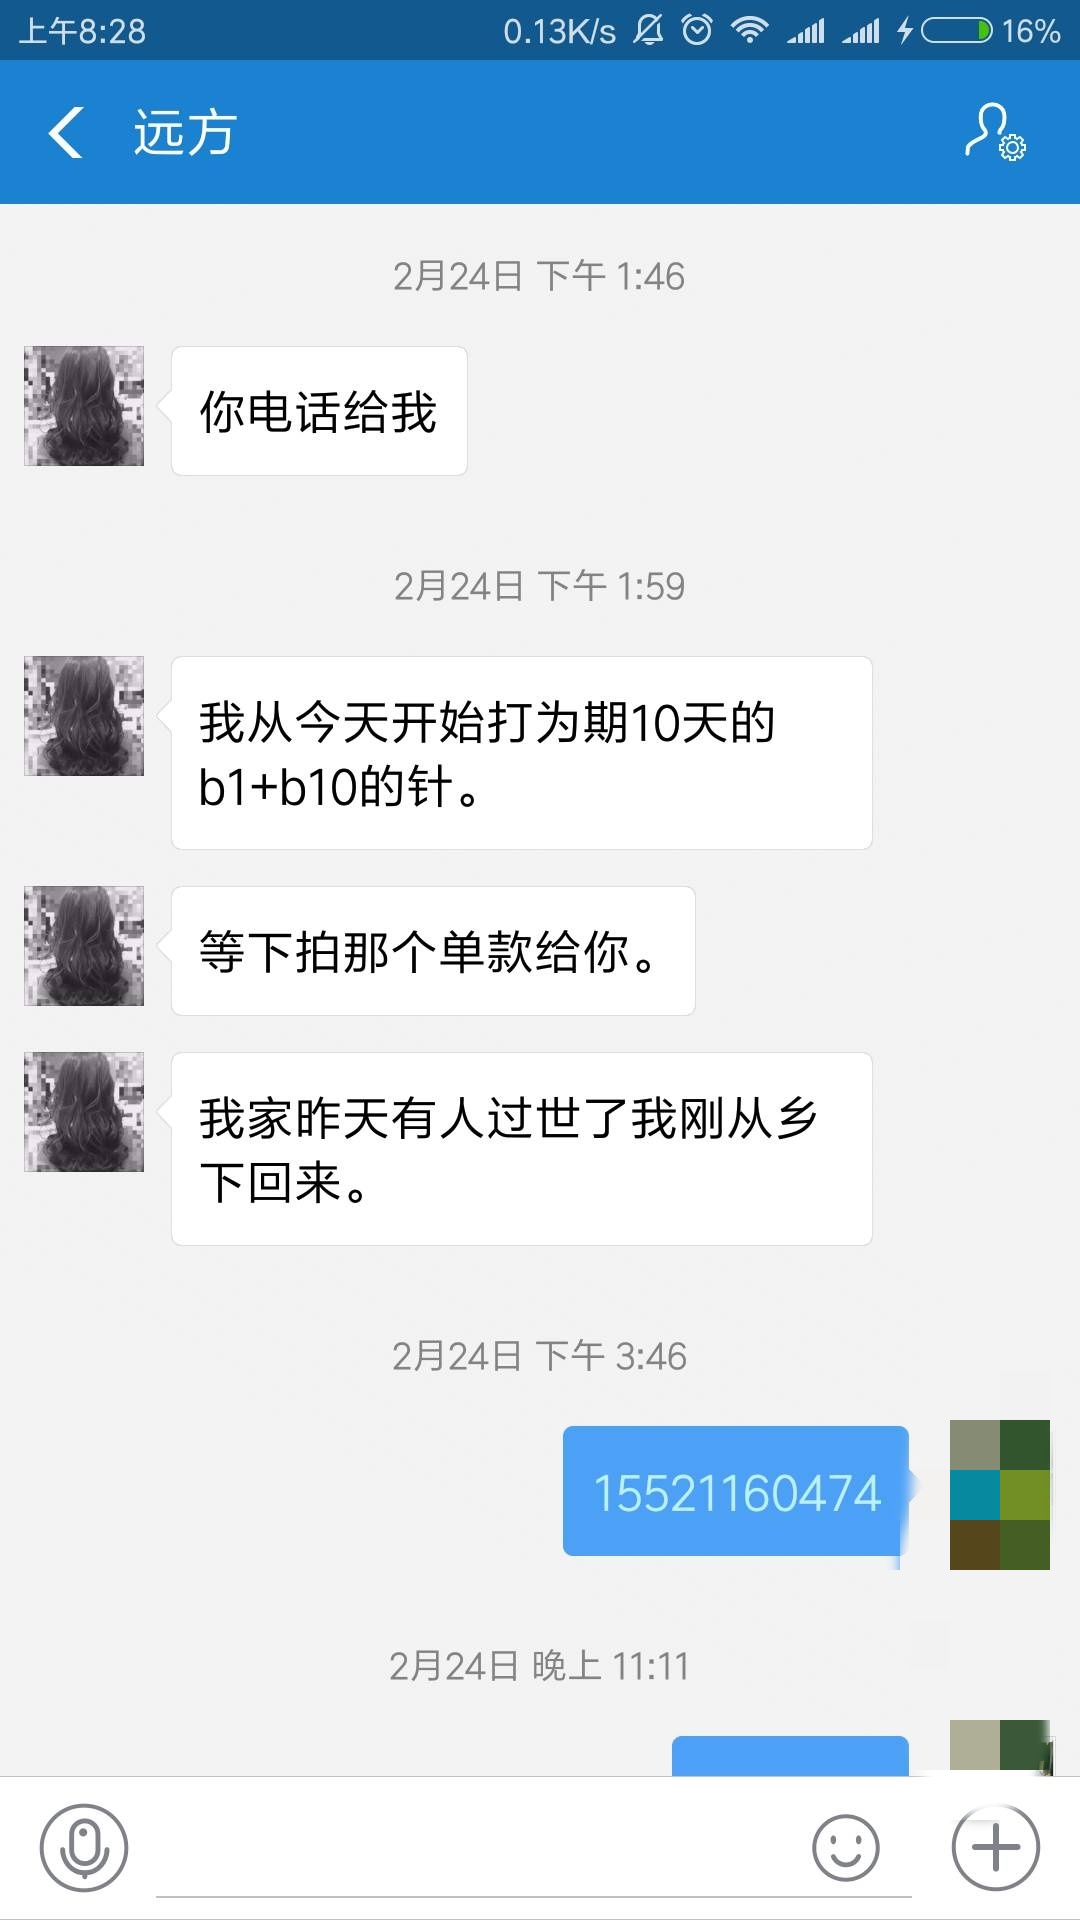 上午8:28 0.13K/s 16%
远方
2月24日 下午 1:46
你电话给我
2月24日 下午 1:59
我从今天开始打为期10天的
b1+b10的针。
等下拍那个单款给你。
我家昨天有人过世了我刚从乡
下回来。
2月24日 下午 3:46
15521160474
2月24日 晚上 11:11